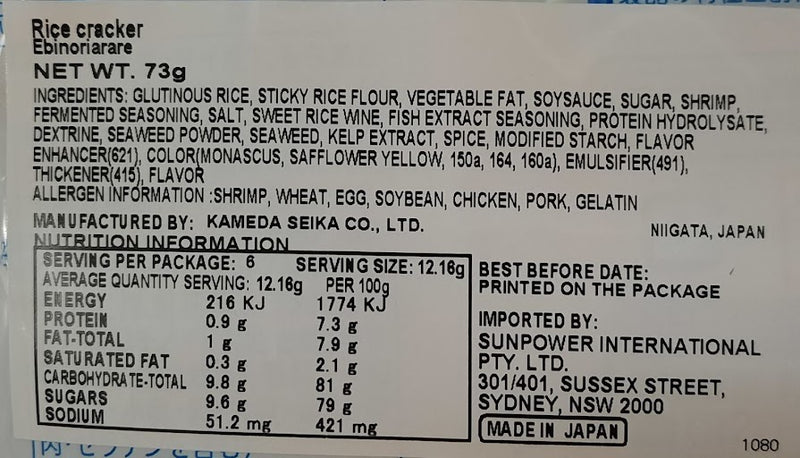 Rice cracker
Ebinoriarare
NET WT. 73g
INGREDIENTS: GLUTINOUS RICE, STICKY RICE FLOUR, VEGETABLE FAT, SOYSAUCE, SUGAR, SHRIMP,
FERMENTED SEASONING, SALT, SWEET RICE WINE, FISH EXTRACT SEASONING, PROTEIN HYDROLYSATE,
DEXTRINE, SEAWEED POWDER, SEAWEED, KELP EXTRACT, SPICE, MODIFIED STARCH, FLAVOR
ENHANCER(621), COLOR(MONASCUS, SAFFLOWER YELLOW, 150a, 164, 160a), EMULSIFIER(491),
THICKENER(415), FLAVOR
ALLERGEN INFORMATION :SHRIMP, WHEAT, EGG, SOYBEAN, CHICKEN, PORK, GELATIN
MANUFACTURED BY: KAMEDA SEIKA CO., LTD.
NIIGATA, JAPAN
NUTRITION INFORMATION
SERVING PER PACKAGE: 6 SERVING SIZE: 12.16g
AVERAGE QUANTITY SERVING: 12.16g PER 100g
ENERGY 216 KJ 1774 KJ
PROTEIN 0.9 g 7.3 g
FAT-TOTAL 1 g 7.9 g
SATURATED FAT 0.3 g 2.1 g
CARBOHYDRATE-TOTAL 9.8 g 81 g
SUGARS 9.6 g 79 g
SODIUM 51.2 mg 421 mg
BEST BEFORE DATE:
PRINTED ON THE PACKAGE
IMPORTED BY:
SUNPOWER INTERNATIONAL
PTY. LTD.
301/401, SUSSEX STREET,
SYDNEY, NSW 2000
MADE IN JAPAN
1080